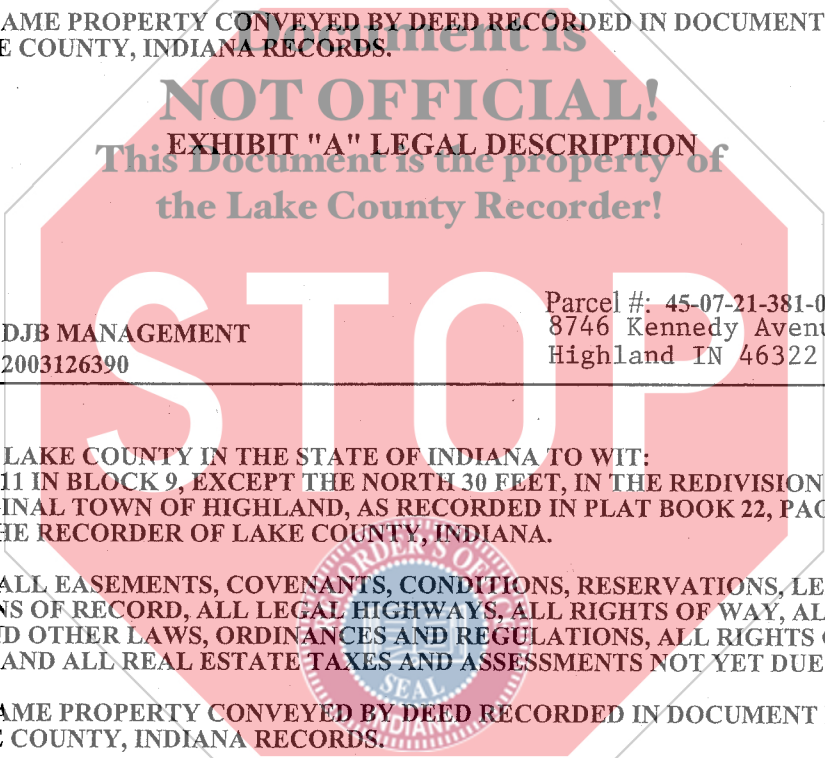 AME PROPERTY CONVEYED BY DEED RECORDED IN DOCUMENT
E COUNTY, INDIANA RECORDS.
Document is
NOT OFFICIAL!
EXHIBIT "A" LEGAL DESCRIPTION
This Document is the property of
the Lake County Recorder!
STOP
Parcel #: 45-07-21-381-0
DJB MANAGEMENT
8746 Kennedy Avenu
2003126390
Highland IN 46322
LAKE COUNTY IN THE STATE OF INDIANA TO WIT:
11 IN BLOCK 9, EXCEPT THE NORTH 30 FEET, IN THE REDIVISION
INAL TOWN OF HIGHLAND, AS RECORDED IN PLAT BOOK 22, PAG
HE RECORDER OF LAKE COUNTY, INDIANA.
RECORDER'S OFFICE
ALL EASEMENTS, COVENANTS, CONDITIONS, RESERVATIONS, LE
NS OF RECORD, ALL LEGAL HIGHWAYS, ALL RIGHTS OF WAY, AL
ND OTHER LAWS, ORDINANCES AND REGULATIONS, ALL RIGHTS
AND ALL REAL ESTATE TAXES AND ASSESSMENTS NOT YET DUE
SEAL
INDIANA
AME PROPERTY CONVEYED BY DEED RECORDED IN DOCUMENT
E COUNTY, INDIANA RECORDS.